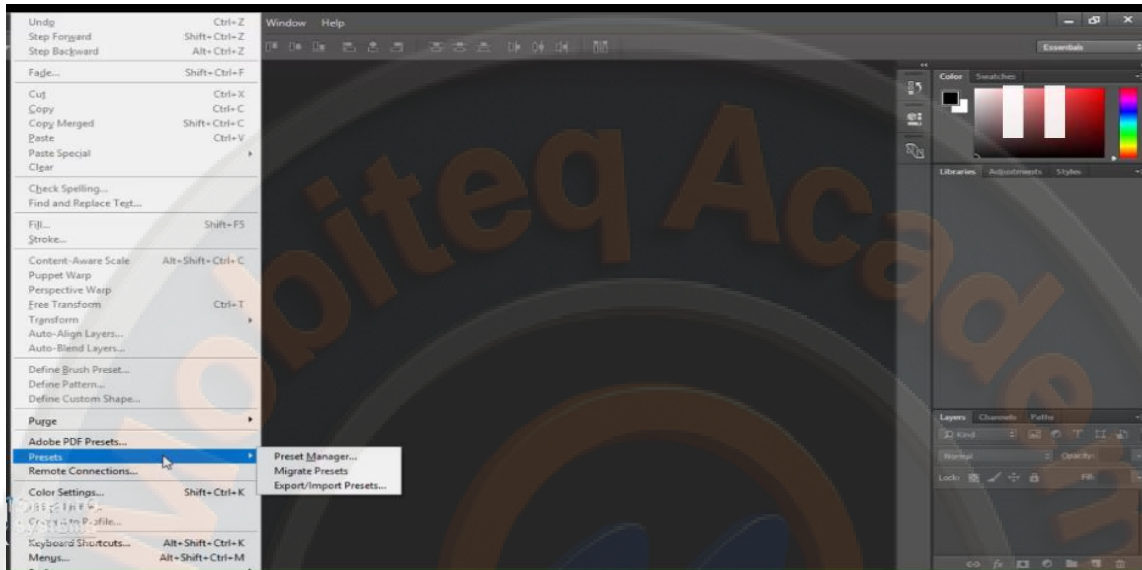 Window Help
Undo Ctrl+Z
Step Forward Shift+Ctrl+Z
Step Backward Alt+Ctrl+Z
Fade... Shift+Ctrl+F
Cut Ctrl+X
Copy Ctrl+C
Copy Merged Shift+Ctrl+C
Paste Ctrl+V
Paste Special
Clear
Check Spelling...
Find and Replace Text...
Fill... Shift+F5
Stroke...
Content-Aware Scale Alt+Shift+Ctrl+C
Puppet Warp
Perspective Warp
Free Transform Ctrl+T
Transform
Auto-Align Layers...
Auto-Blend Layers...
Define Brush Preset...
Define Pattern...
Define Custom Shape...
Purge
Adobe PDF Presets...
Presets
Remote Connections...
Color Settings... Shift+Ctrl+K
Keyboard Shortcuts... Alt+Shift+Ctrl+K
Menus... Alt+Shift+Ctrl+M
Preset Manager...
Migrate Presets
Export/Import Presets...
Essentials
Color Swatches
Libraries Adjustments Styles
Layers Channels Paths
Kind
Normal Opacity:
Lock: Fill:
Mobiteq Academ